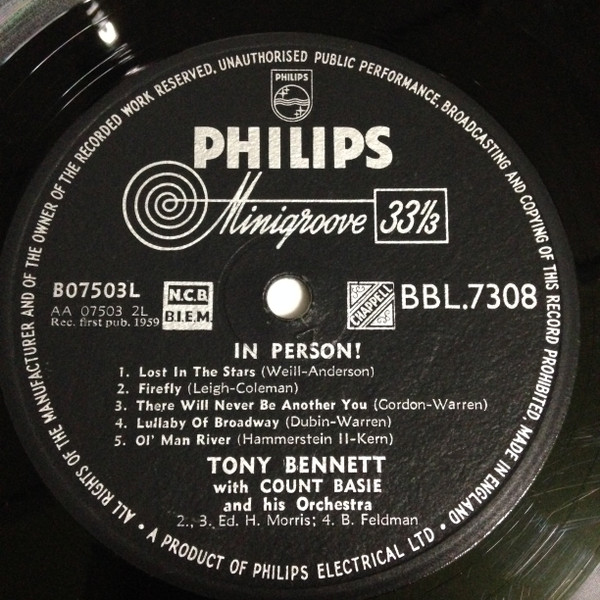 ALL RIGHTS OF THE MANUFACTURER AND OF THE OWNER OF THE RECORDED WORK RESERVED. UNAUTHORISED PUBLIC PERFORMANCE, BROADCASTING AND COPYING OF THIS RECORD PROHIBITED. MADE IN ENGLAND
PHILIPS
PHILIPS
Minigroove 33⅓
B07503L
AA 07503 2L
Rec. first pub. 1959
N.C.B.
B.I.E.M.
CHAPPELL
BBL.7308
IN PERSON!
1. Lost In The Stars (Weill-Anderson)
2. Firefly (Leigh-Coleman)
3. There Will Never Be Another You (Gordon-Warren)
4. Lullaby Of Broadway (Dubin-Warren)
5. Ol' Man River (Hammerstein II-Kern)
TONY BENNETT
with COUNT BASIE
and his Orchestra
2., 3. Ed. H. Morris; 4. B. Feldman
• A PRODUCT OF PHILIPS ELECTRICAL LTD •